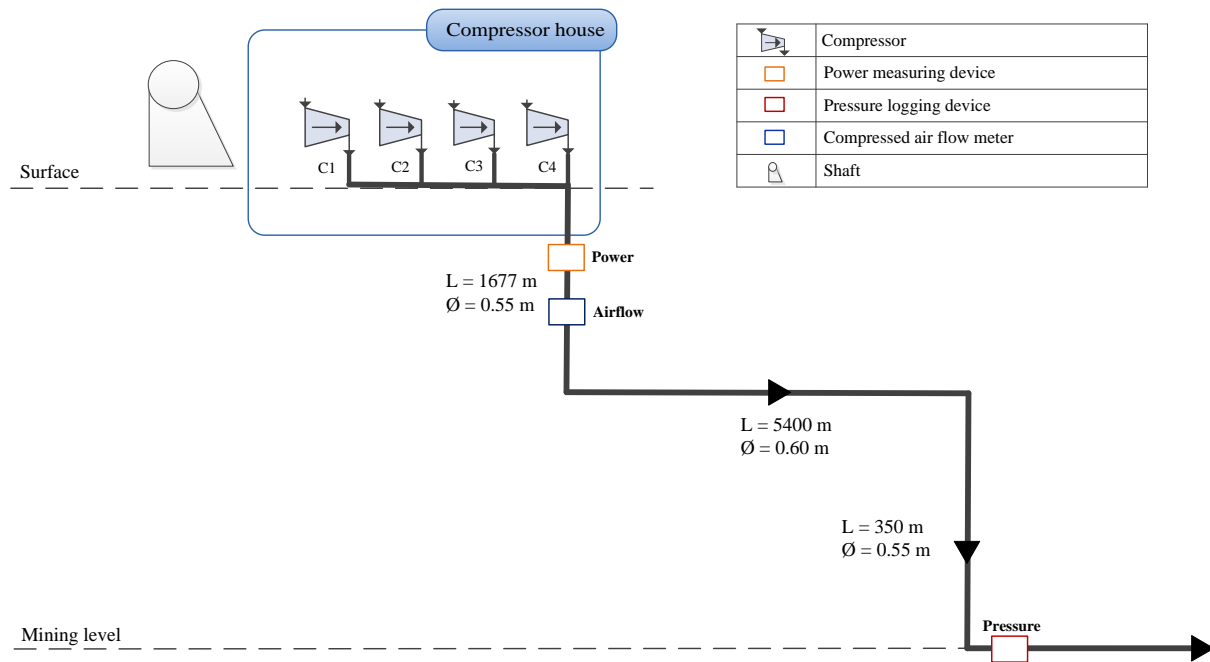 Compressor house
Compressor
Power measuring device
Pressure logging device
Compressed air flow meter
Shaft
C1
C2
C3
C4
Surface
Power
L = 1677 m
Ø = 0.55 m
Airflow
L = 5400 m
Ø = 0.60 m
L = 350 m
Ø = 0.55 m
Pressure
Mining level